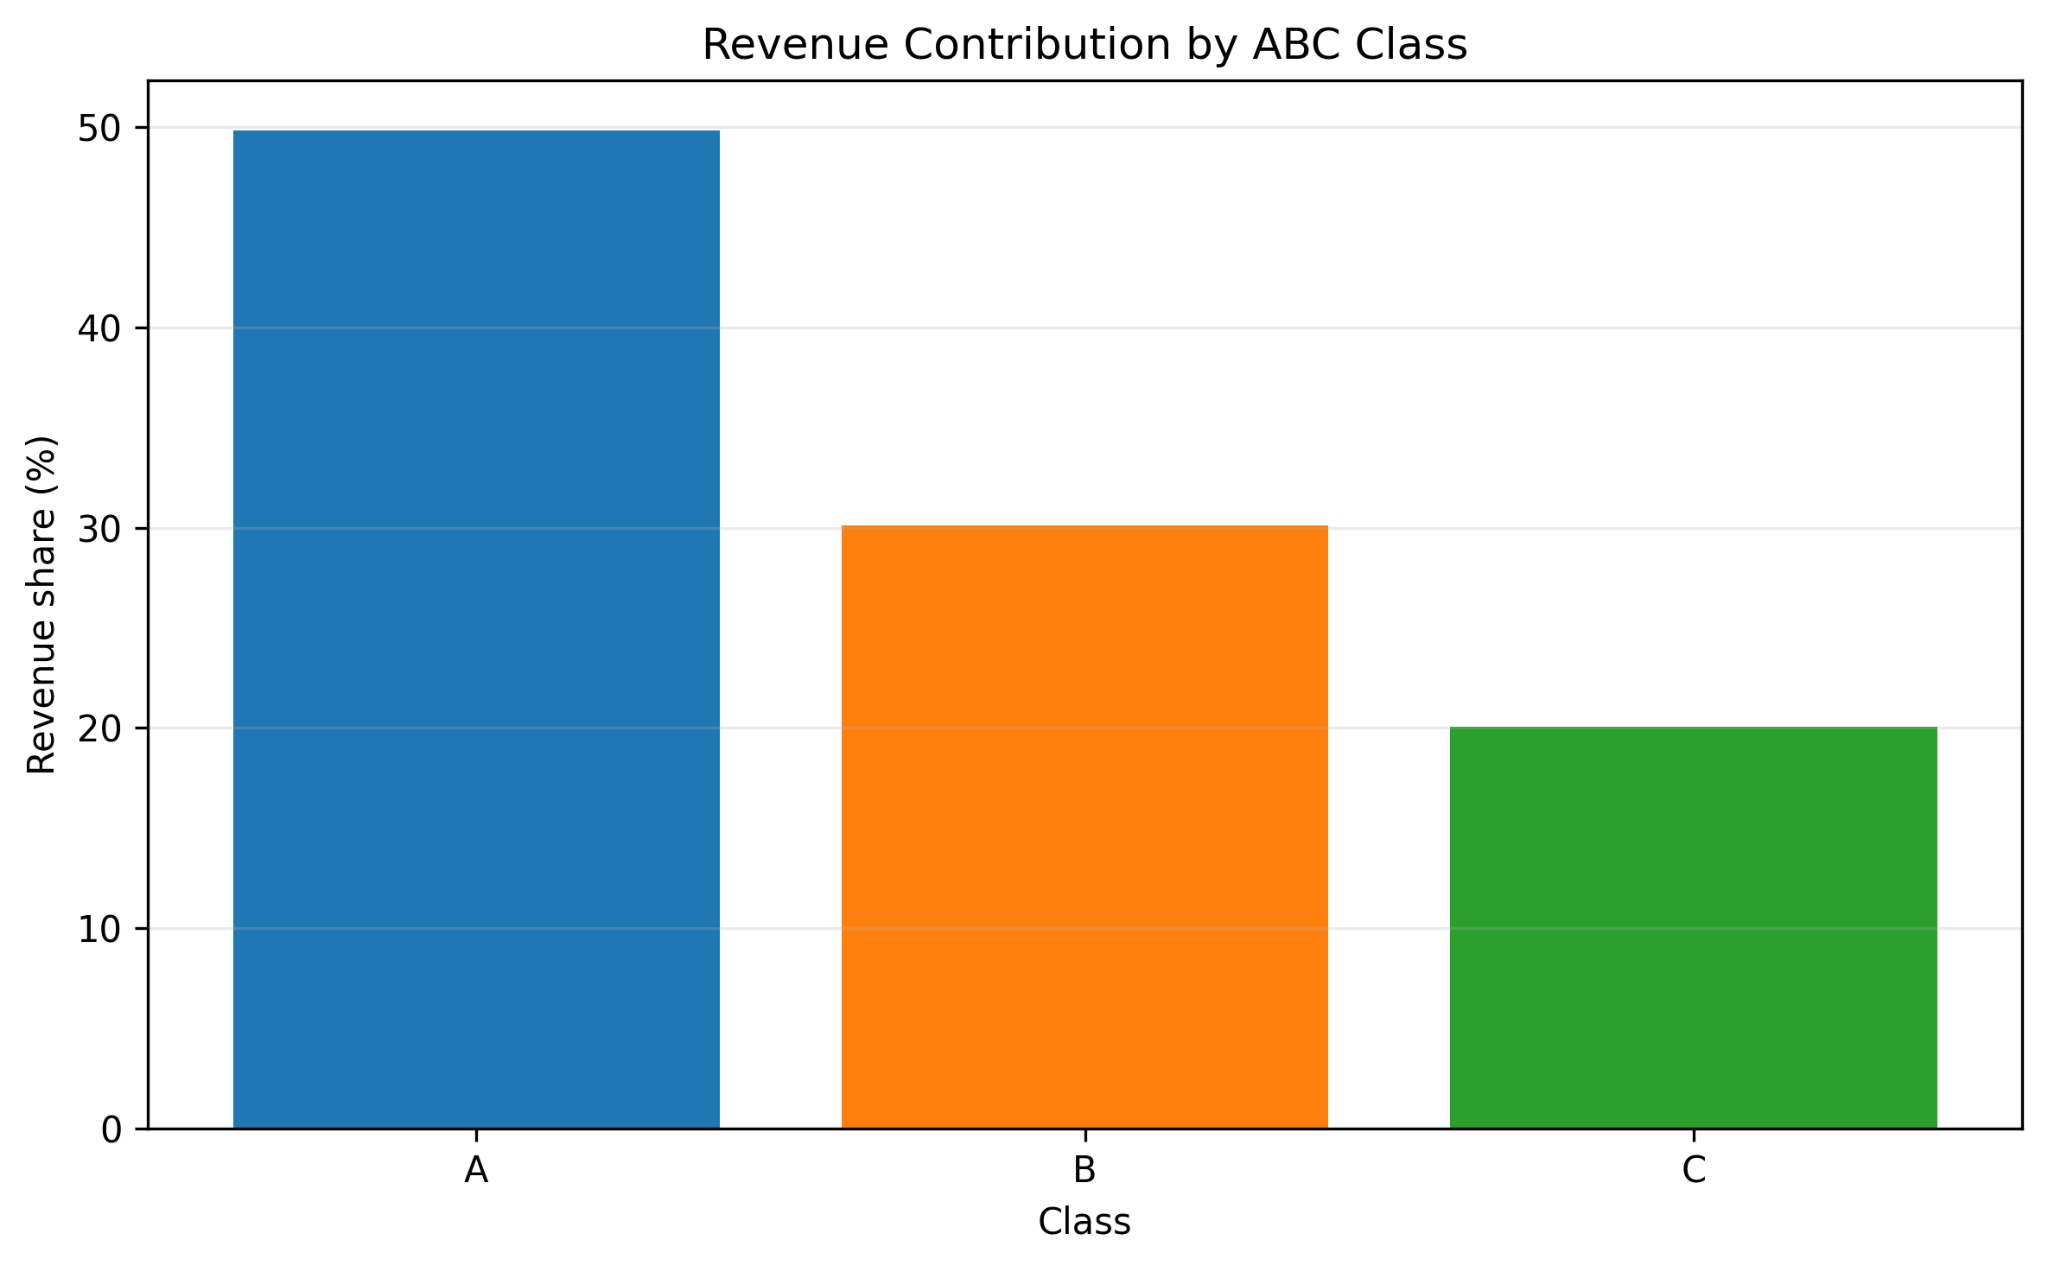 Revenue Contribution by ABC Class
Revenue share (%)
50
40
30
20
10
0
A
B
C
Class